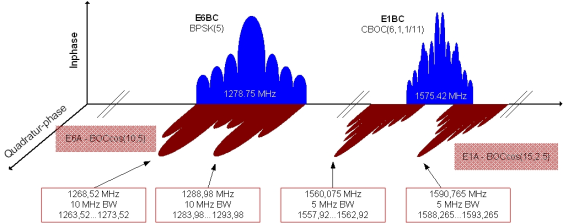 E6BC
BPSK(5)
E1BC
CBOC(6,1,1/11)
Inphase
1278.75 MHz
1575.42 MHz
Quadratur-phase
E6A - BOCcos(10,5)
E1A - BOCcos(15,2.5)
1268,52 MHz
10 MHz BW
1263,52...1273,52
1288,98 MHz
10 MHz BW
1283,98...1293,98
1560,075 MHz
5 MHz BW
1557,92...1562,92
1590,765 MHz
5 MHz BW
1588,265...1593,265